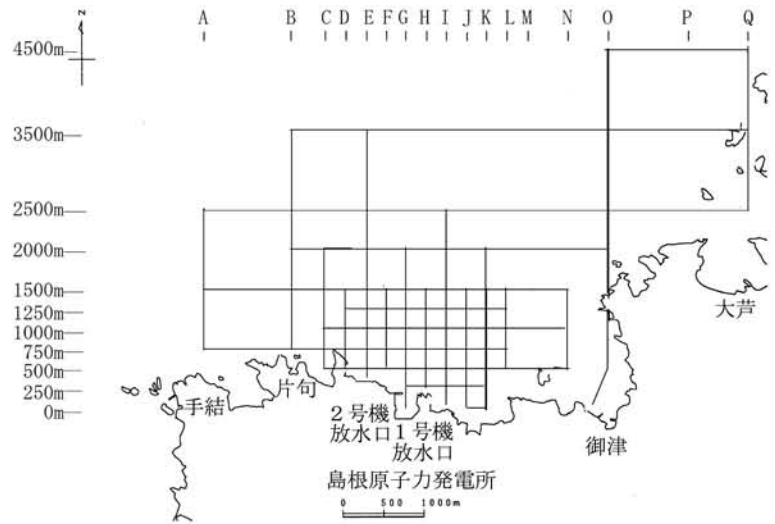 A B C D E F G H I J K L M N O P Q
z
4500m
3500m
2500m
2000m
1500m
1250m
1000m
750m
500m
250m
0m
手結
片句
2号機
放水口
1号機
放水口
御津
大芦
島根原子力発電所
0 500 1000m